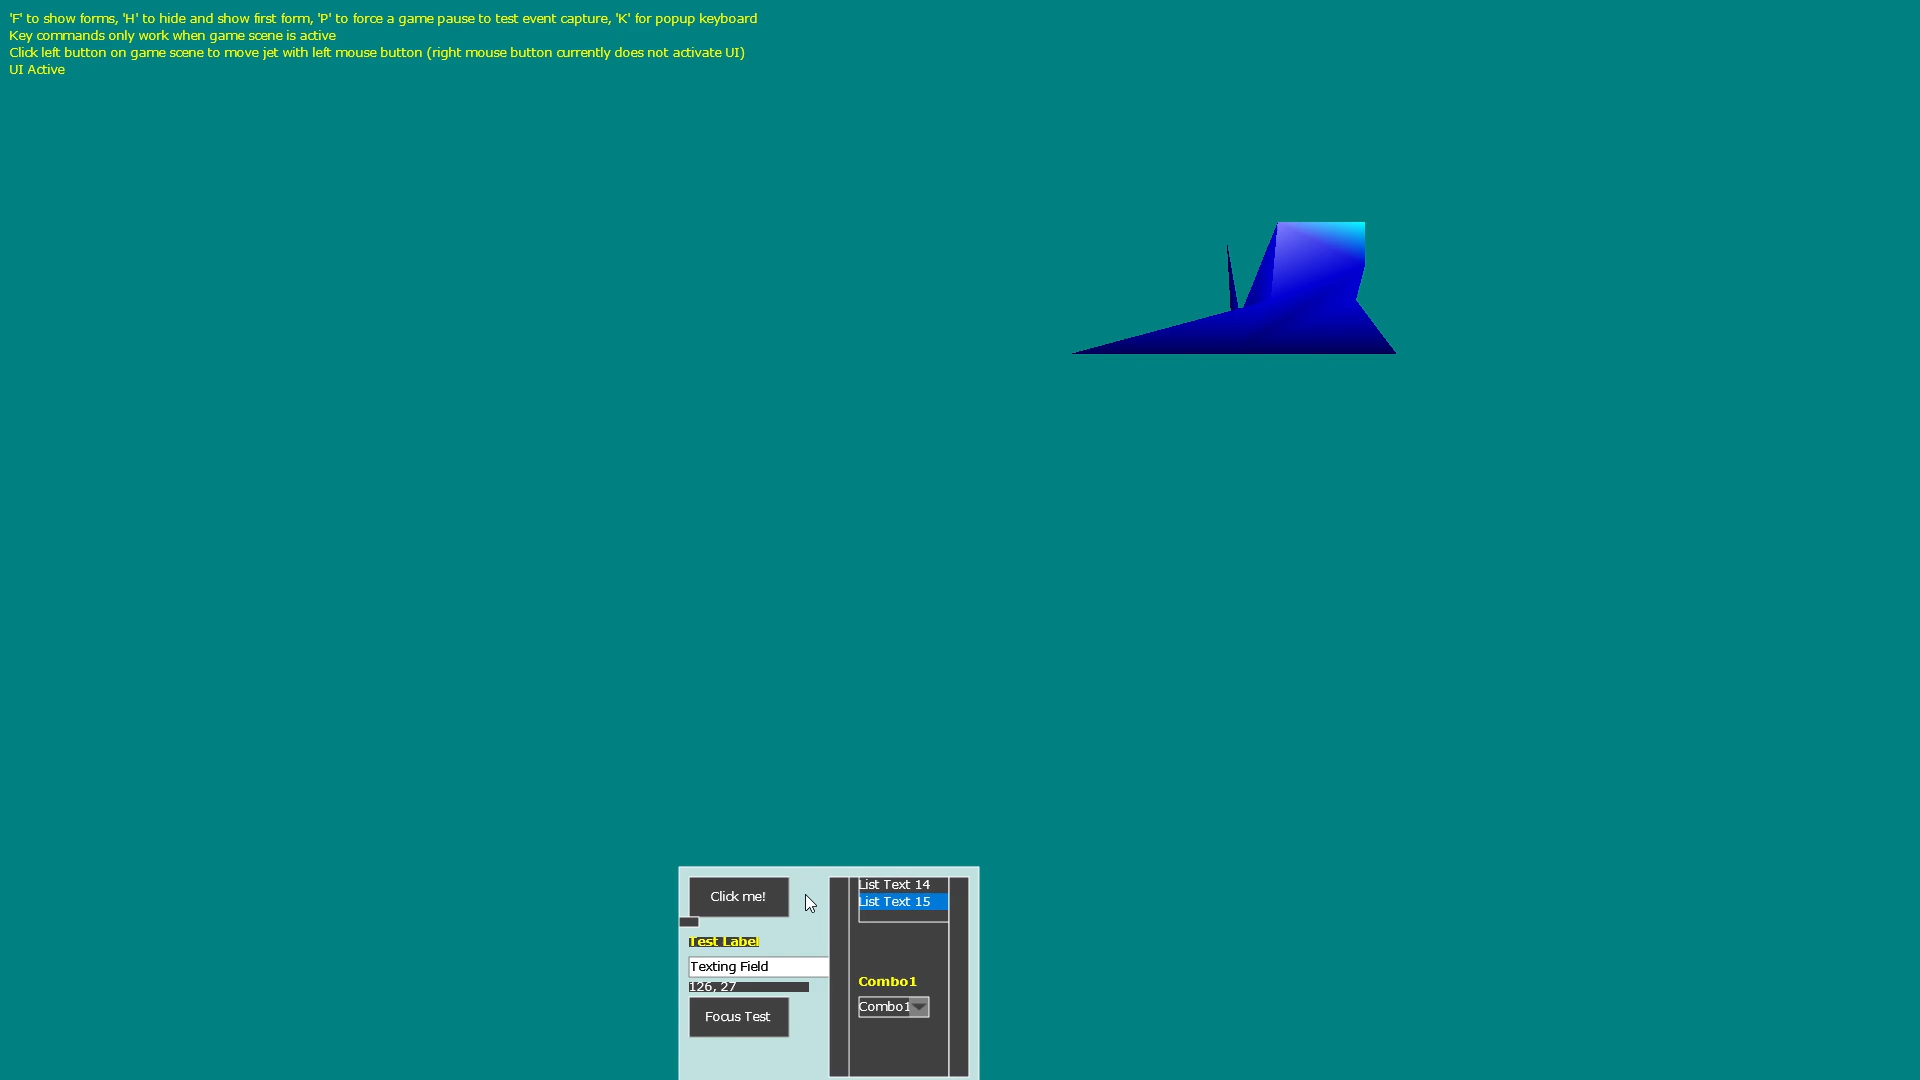 'F' to show forms, 'H' to hide and show first form, 'P' to force a game pause to test event capture, 'K' for popup keyboard
Key commands only work when game scene is active
Click left button on game scene to move jet with left mouse button (right mouse button currently does not activate UI)
UI Active
Click me!
Test Label
Texting Field
126, 27
Focus Test
List Text 14
List Text 15
Combo1
Combo1